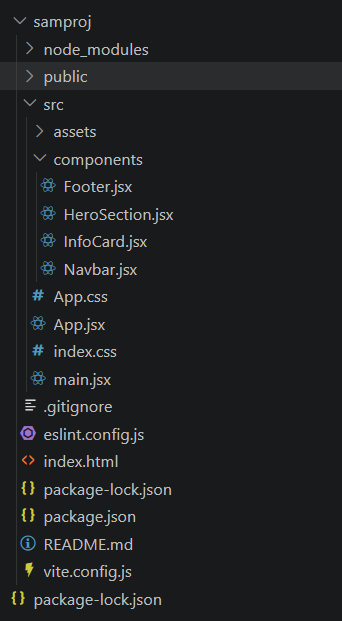 samproj
node_modules
public
src
assets
components
Footer.jsx
HeroSection.jsx
InfoCard.jsx
Navbar.jsx
App.css
App.jsx
index.css
main.jsx
.gitignore
eslint.config.js
index.html
package-lock.json
package.json
README.md
vite.config.js
package-lock.json